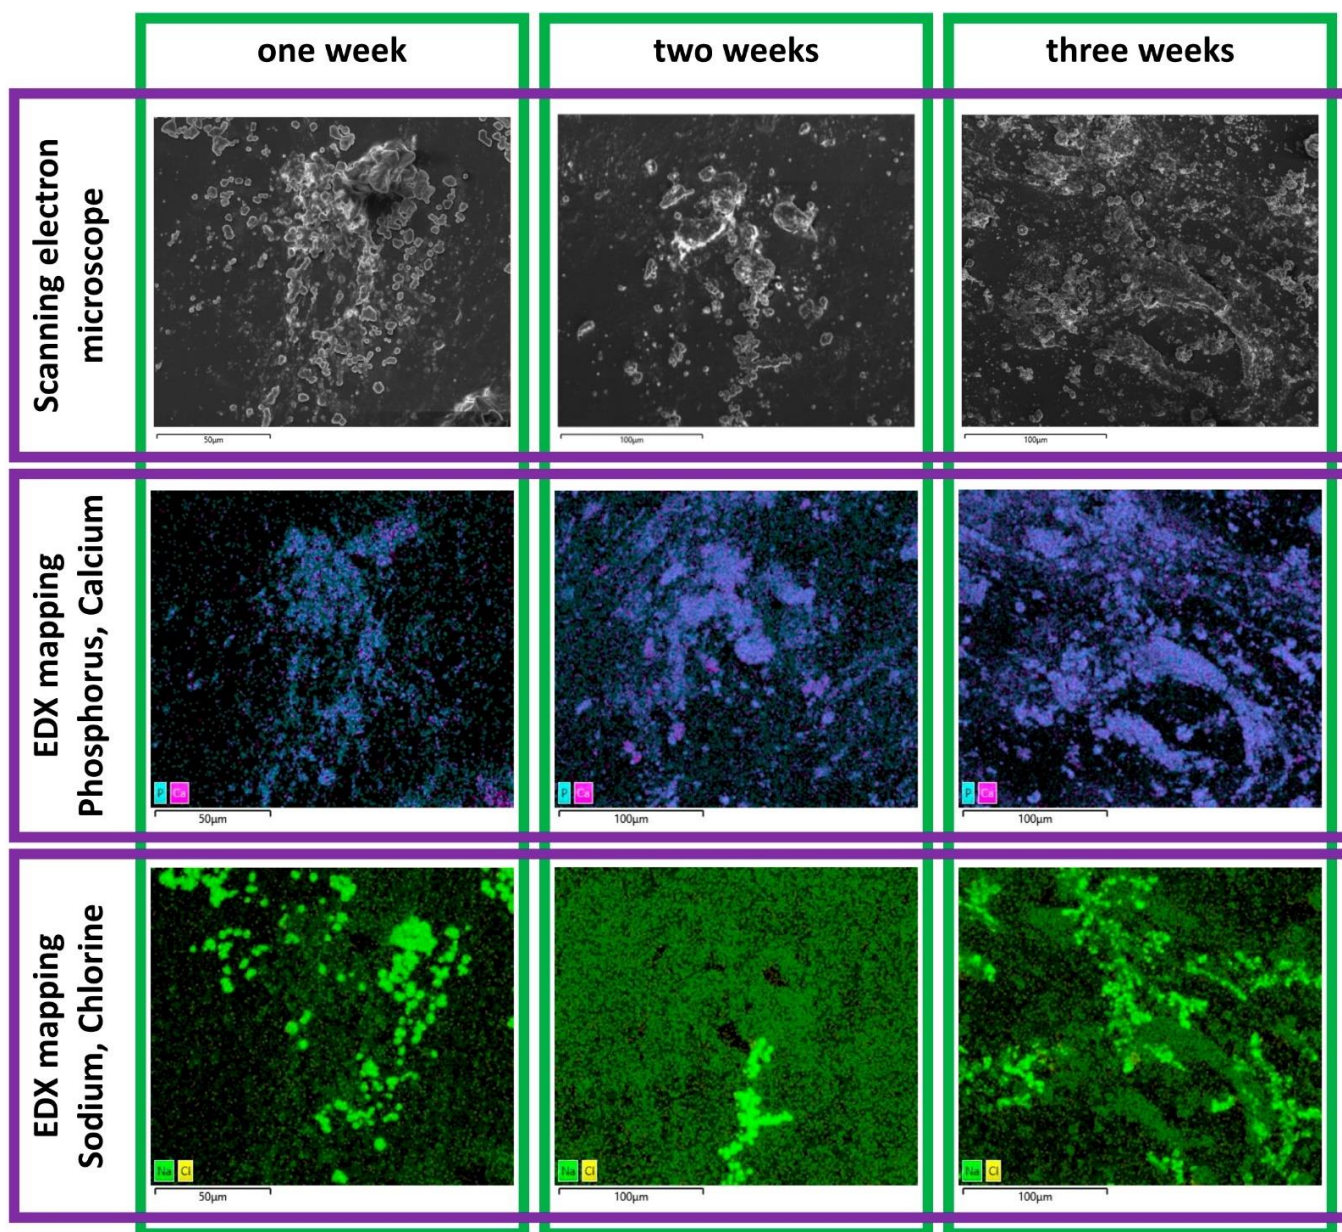 one week
two weeks
three weeks
Scanning electron
microscope
50µm
100µm
100µm
EDX mapping
Phosphorus, Calcium
P Ca
50µm
P Ca
100µm
P Ca
100µm
EDX mapping
Sodium, Chlorine
Na Cl
50µm
Na Cl
100µm
Na Cl
100µm